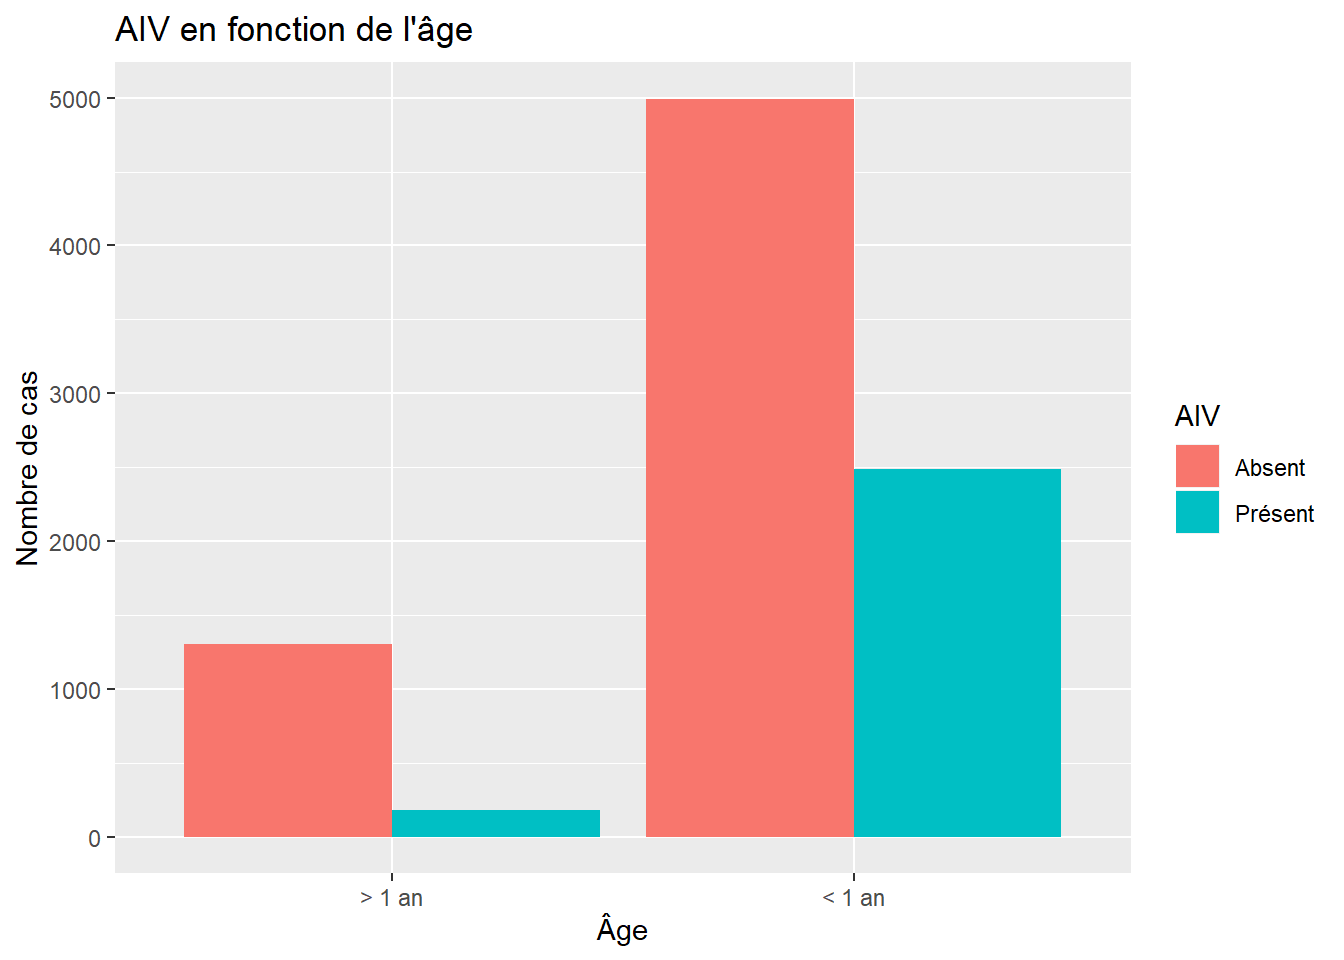 AIV en fonction de l'âge
Nombre de cas
5000
4000
3000
2000
1000
0
> 1 an
< 1 an
Âge
AIV
Absent
Présent